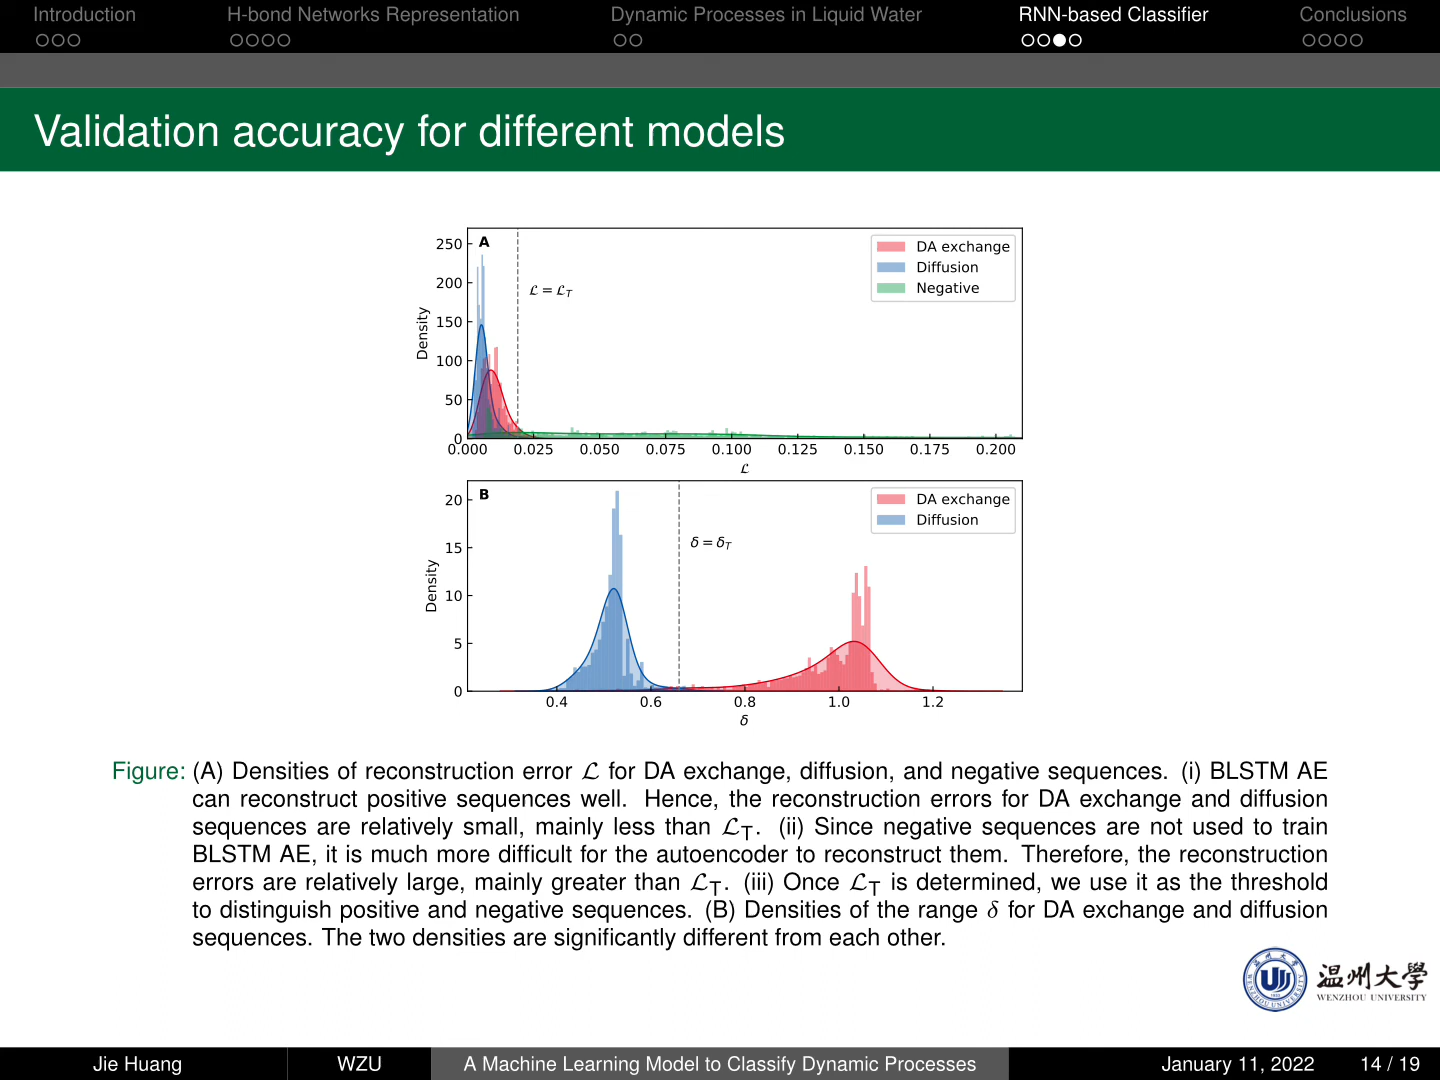 Introduction
H-bond Networks Representation
Dynamic Processes in Liquid Water
RNN-based Classifier
Conclusions
Validation accuracy for different models
A
250
200
150
100
50
0
Density
ℒ = ℒT
DA exchange
Diffusion
Negative
0.000 0.025 0.050 0.075 0.100 0.125 0.150 0.175 0.200
ℒ
B
20
15
10
5
0
Density
δ = δT
DA exchange
Diffusion
0.4 0.6 0.8 1.0 1.2
δ
Figure: (A) Densities of reconstruction error ℒ for DA exchange, diffusion, and negative sequences. (i) BLSTM AE
can reconstruct positive sequences well. Hence, the reconstruction errors for DA exchange and diffusion
sequences are relatively small, mainly less than ℒT. (ii) Since negative sequences are not used to train
BLSTM AE, it is much more difficult for the autoencoder to reconstruct them. Therefore, the reconstruction
errors are relatively large, mainly greater than ℒT. (iii) Once ℒT is determined, we use it as the threshold
to distinguish positive and negative sequences. (B) Densities of the range δ for DA exchange and diffusion
sequences. The two densities are significantly different from each other.
温州大学
WENZHOU UNIVERSITY
温州大学
WENZHOU UNIVERSITY
Jie Huang
WZU
A Machine Learning Model to Classify Dynamic Processes
January 11, 2022
14 / 19